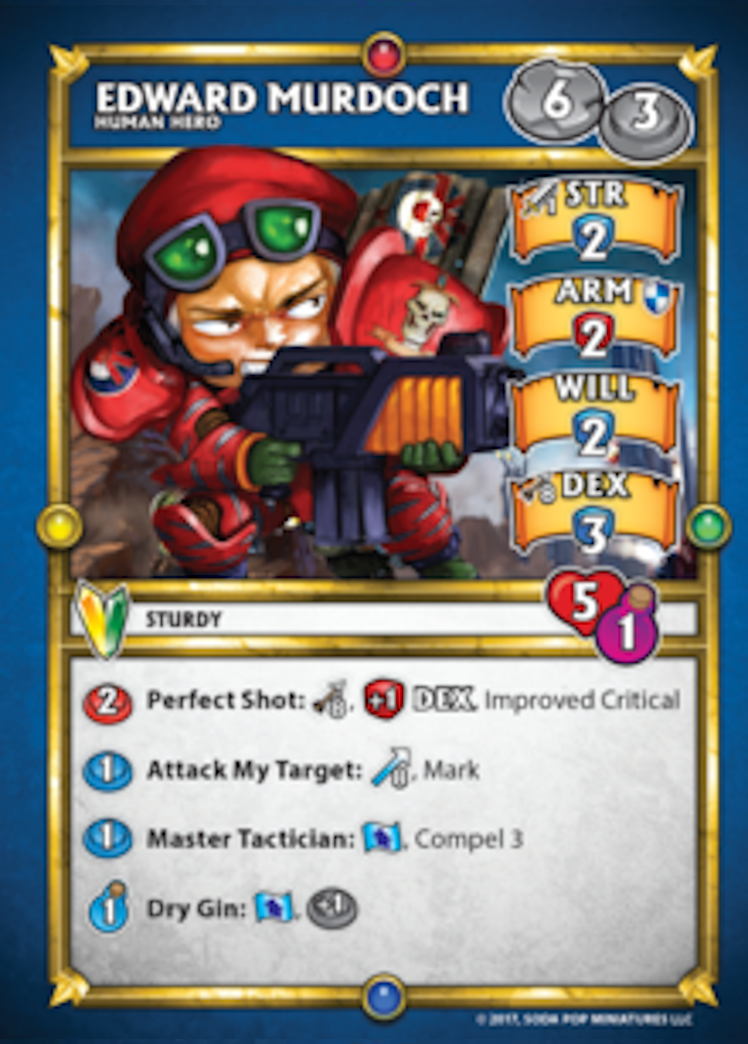 EDWARD MURDOCH
HUMAN HERO
6 3
STR
2
ARM
2
WILL
2
DEX
3
5
1
STURDY
2 Perfect Shot: , +1 DEX, Improved Critical
1 Attack My Target: , Mark
1 Master Tactician: , Compel 3
1 Dry Gin: , +1
© 2017, SODA POP MINIATURES LLC